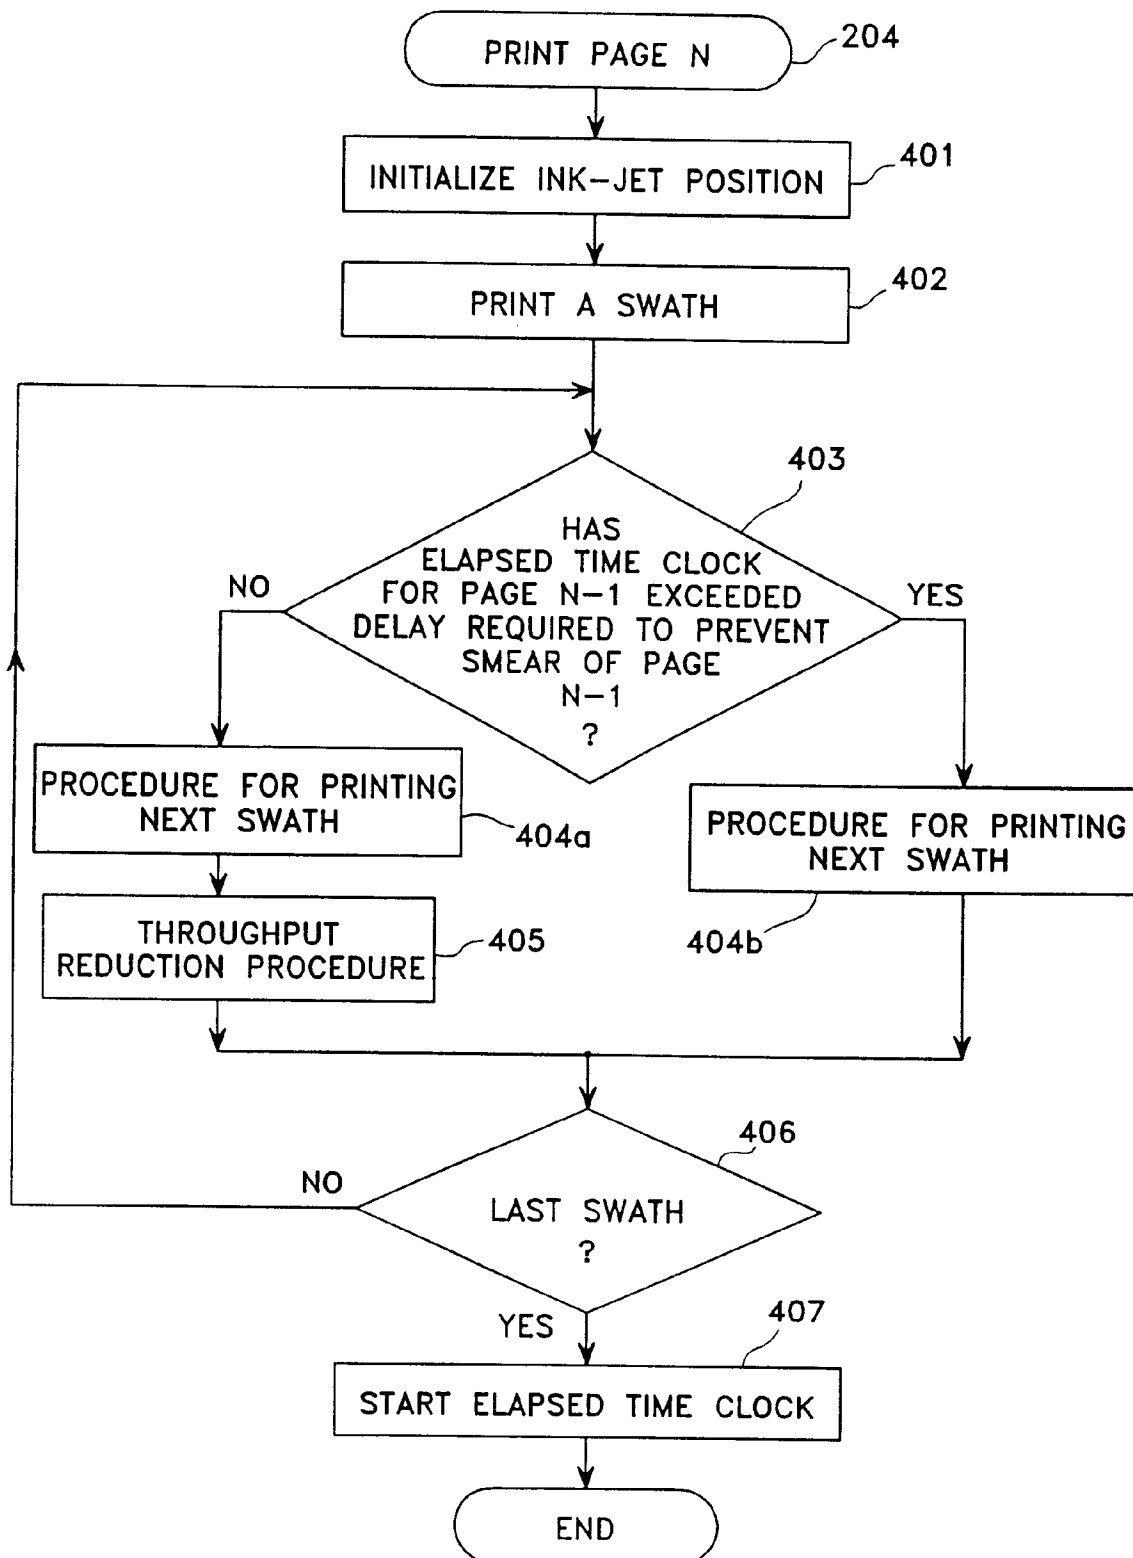 PRINT PAGE N
204
INITIALIZE INK-JET POSITION
401
PRINT A SWATH
402
403
HAS
ELAPSED TIME CLOCK
FOR PAGE N-1 EXCEEDED
DELAY REQUIRED TO PREVENT
SMEAR OF PAGE
N-1
?
NO
YES
PROCEDURE FOR PRINTING
NEXT SWATH
404a
PROCEDURE FOR PRINTING
NEXT SWATH
404b
THROUGHPUT
REDUCTION PROCEDURE
405
406
LAST SWATH
?
NO
YES
407
START ELAPSED TIME CLOCK
END